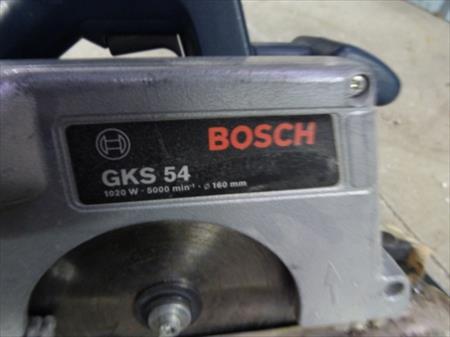 BOSCH
GKS 54
1020 W · 5000 min⁻¹ · ø 160 mm